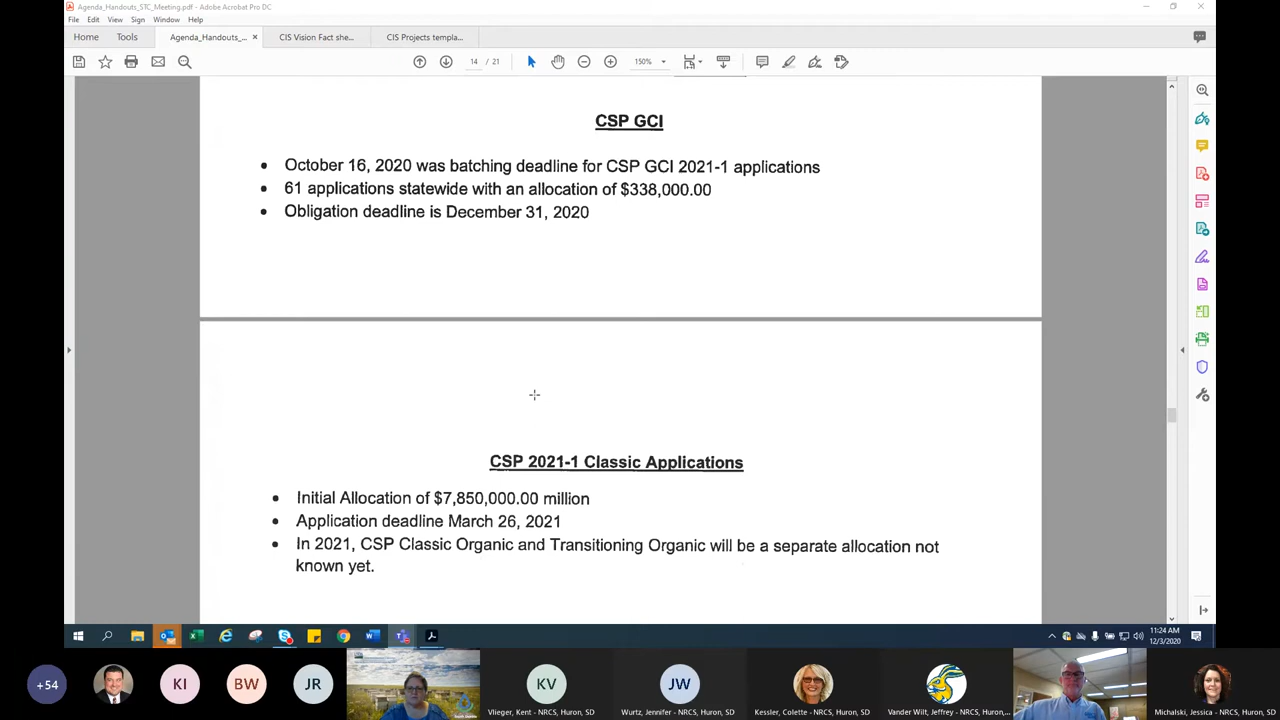 Agenda_Handouts_STC_Meeting.pdf - Adobe Acrobat Pro DC
File Edit View Sign Window Help
Home Tools Agenda_Handouts_... × CIS Vision Fact she... CIS Projects templa...
14 / 21 150%
CSP GCI
• October 16, 2020 was batching deadline for CSP GCI 2021-1 applications
• 61 applications statewide with an allocation of $338,000.00
• Obligation deadline is December 31, 2020
CSP 2021-1 Classic Applications
• Initial Allocation of $7,850,000.00 million
• Application deadline March 26, 2021
• In 2021, CSP Classic Organic and Transitioning Organic will be a separate allocation not
known yet.
11:24 AM
12/3/2020
+54 KI BW JR KV JW
Vlieger, Kent - NRCS, Huron, SD Wurtz, Jennifer - NRCS, Huron, SD Kessler, Colette - NRCS, Huron, SD Vander Wilt, Jeffrey - NRCS, Huron,... Michalski, Jessica - NRCS, Huron, SD